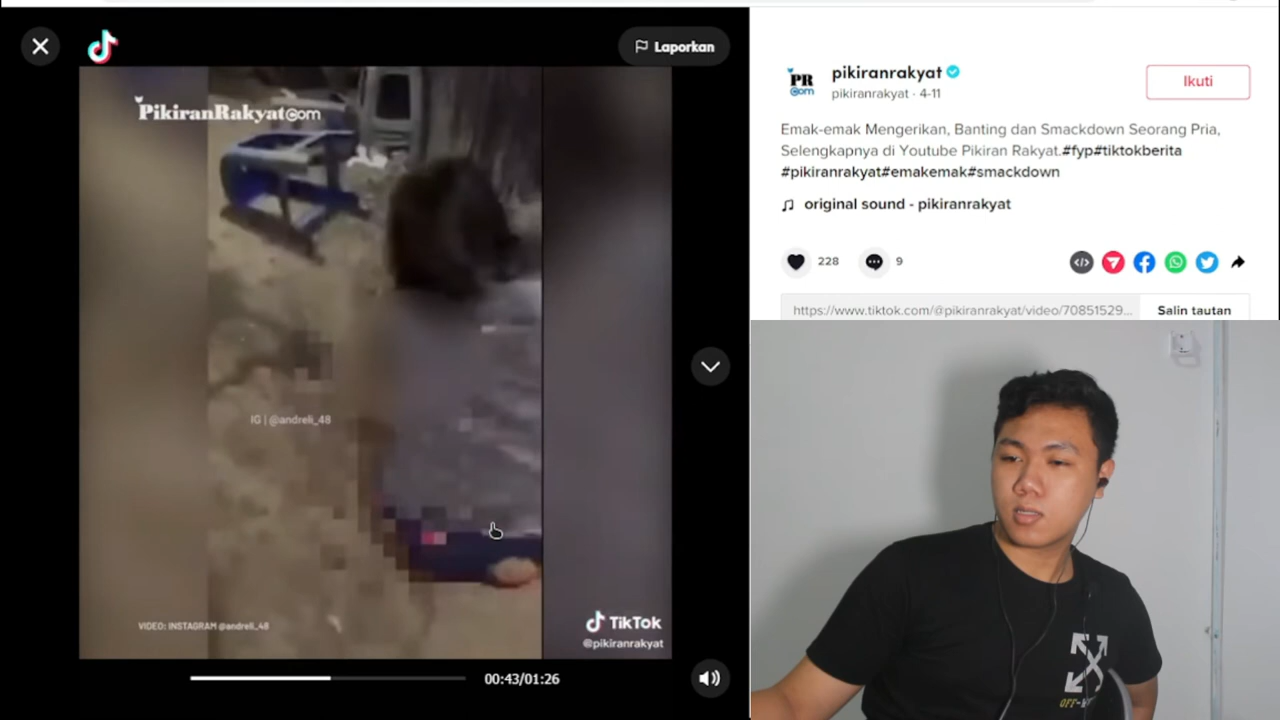 Laporkan
PikiranRakyat.com
IG | @andreli_48
VIDEO: INSTAGRAM @andreli_48
TikTok
@pikiranrakyat
00:43/01:26
PR
com
pikiranrakyat
pikiranrakyat · 4-11
Ikuti
Emak-emak Mengerikan, Banting dan Smackdown Seorang Pria,
Selengkapnya di Youtube Pikiran Rakyat.#fyp#tiktokberita
#pikiranrakyat#emakemak#smackdown
original sound - pikiranrakyat
228
9
https://www.tiktok.com/@pikiranrakyat/video/70851529...
Salin tautan